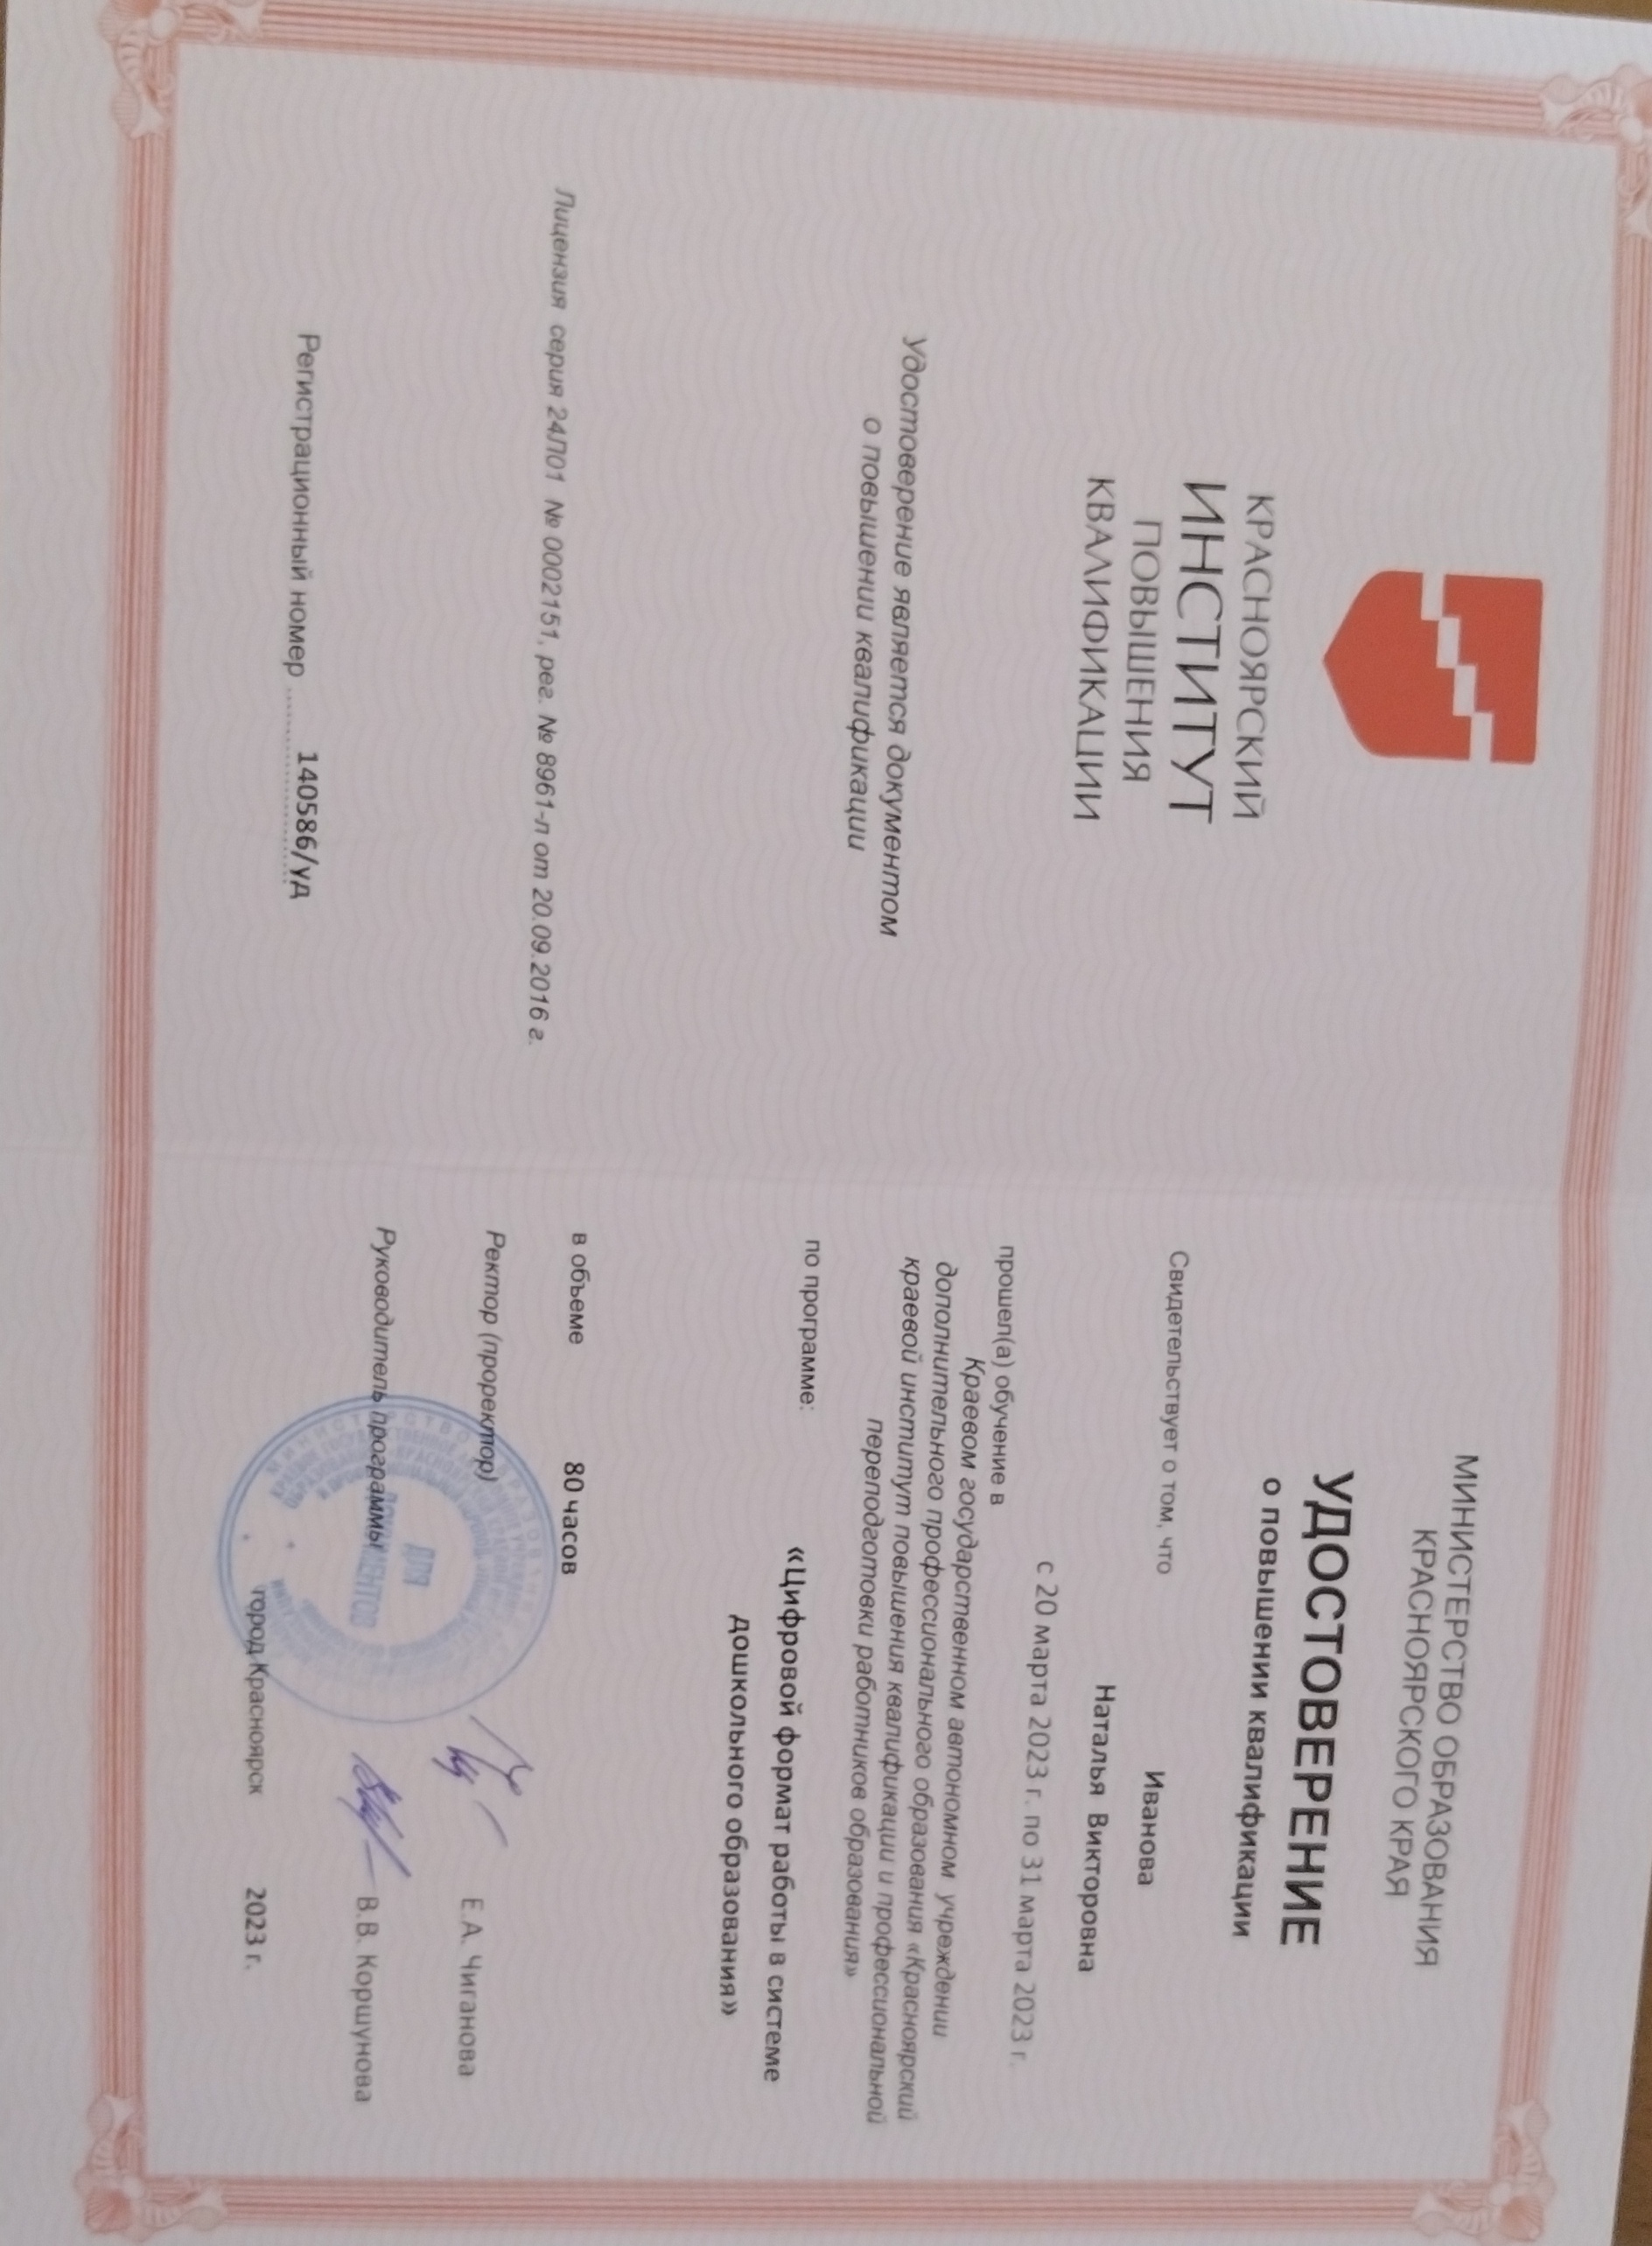 КРАСНОЯРСКИЙ
ИНСТИТУТ
ПОВЫШЕНИЯ
КВАЛИФИКАЦИИ
Удостоверение является документом
о повышении квалификации
Лицензия серия 24Л01 № 0002151, рег. № 8961-л от 20.09.2016 г.
Регистрационный номер ........ 140586/уд
МИНИСТЕРСТВО ОБРАЗОВАНИЯ
КРАСНОЯРСКОГО КРАЯ
УДОСТОВЕРЕНИЕ
о повышении квалификации
Свидетельствует о том, что
Иванова
Наталья Викторовна
с 20 марта 2023 г. по 31 марта 2023 г.
прошел(а) обучение в
Краевом государственном автономном учреждении
дополнительного профессионального образования «Красноярский
краевой институт повышения квалификации и профессиональной
переподготовки работников образования»
по программе:
«Цифровой формат работы в системе
дошкольного образования»
в объеме 80 часов
Ректор (проректор) Е.А. Чиганова
Руководитель программы В.В. Коршунова
ДЛЯ
ДОКУМЕНТОВ
город Красноярск 2023 г.